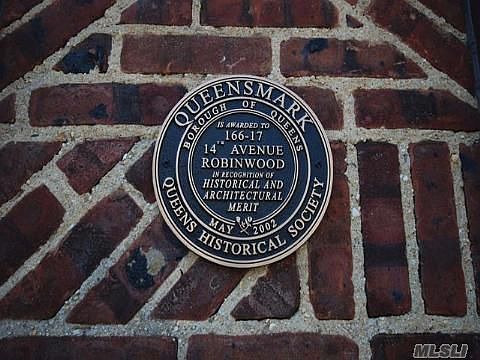 QUEENSMARK
BOROUGH OF QUEENS
IS AWARDED TO
166-17
14TH AVENUE
ROBINWOOD
IN RECOGNITION OF
HISTORICAL AND
ARCHITECTURAL
MERIT
MAY 2002
QUEENS HISTORICAL SOCIETY
MLSLI